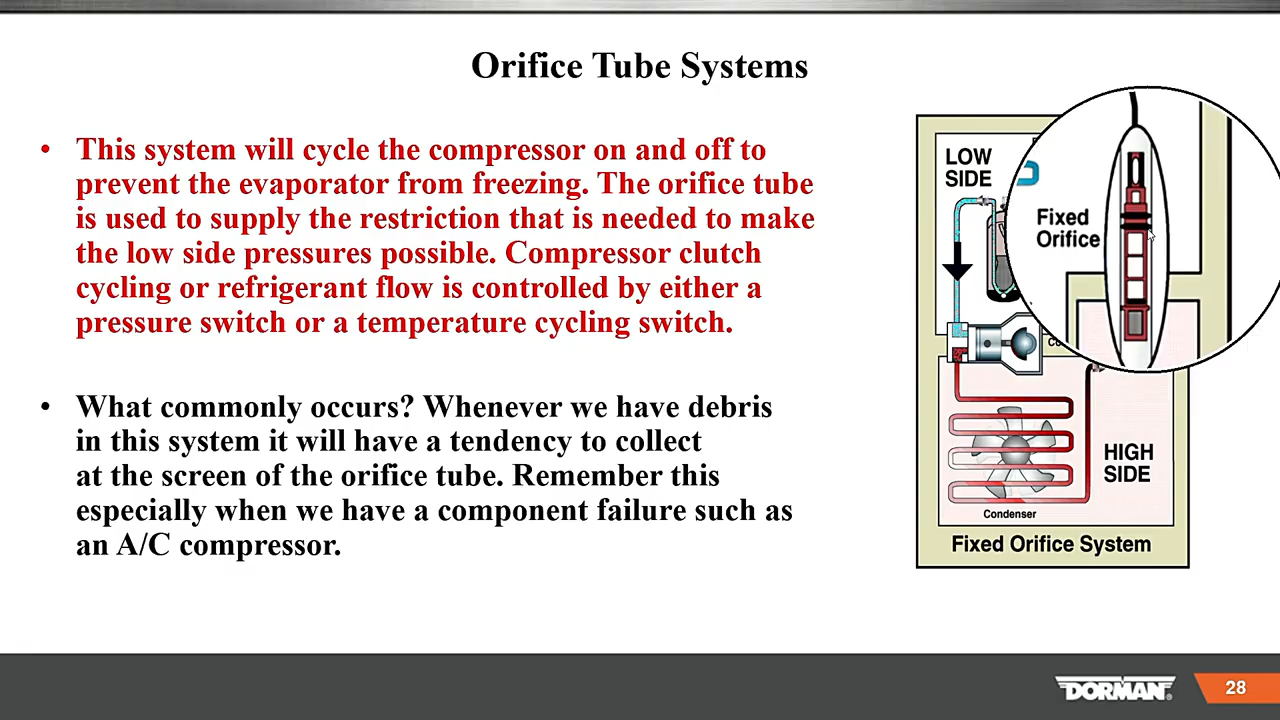 Orifice Tube Systems
• This system will cycle the compressor on and off to
prevent the evaporator from freezing. The orifice tube
is used to supply the restriction that is needed to make
the low side pressures possible. Compressor clutch
cycling or refrigerant flow is controlled by either a
pressure switch or a temperature cycling switch.
• What commonly occurs? Whenever we have debris
in this system it will have a tendency to collect
at the screen of the orifice tube. Remember this
especially when we have a component failure such as
an A/C compressor.
LOW
SIDE
Fixed
Orifice
HIGH
SIDE
Condenser
Fixed Orifice System
DORMAN
28